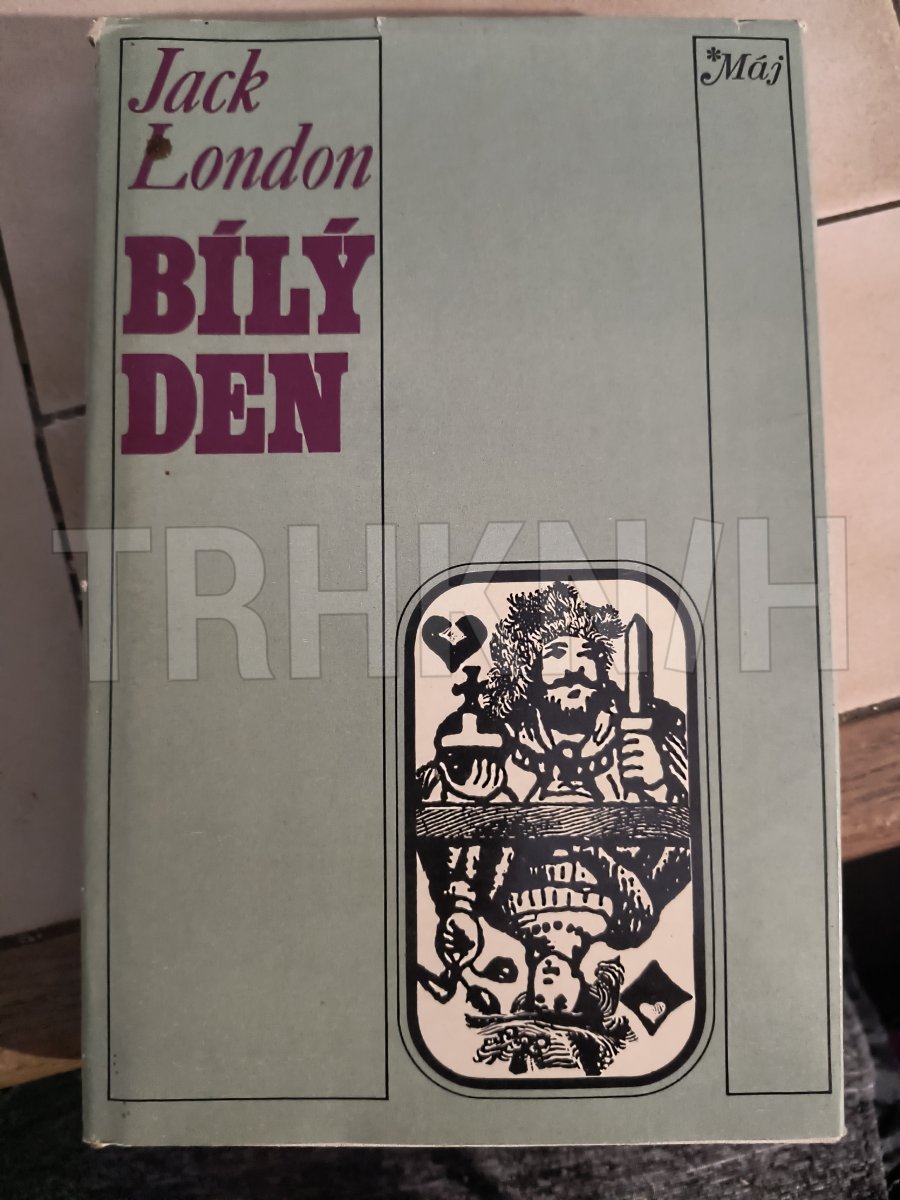 Jack
London
BÍLÝ
DEN
*Máj
TRHKNIH